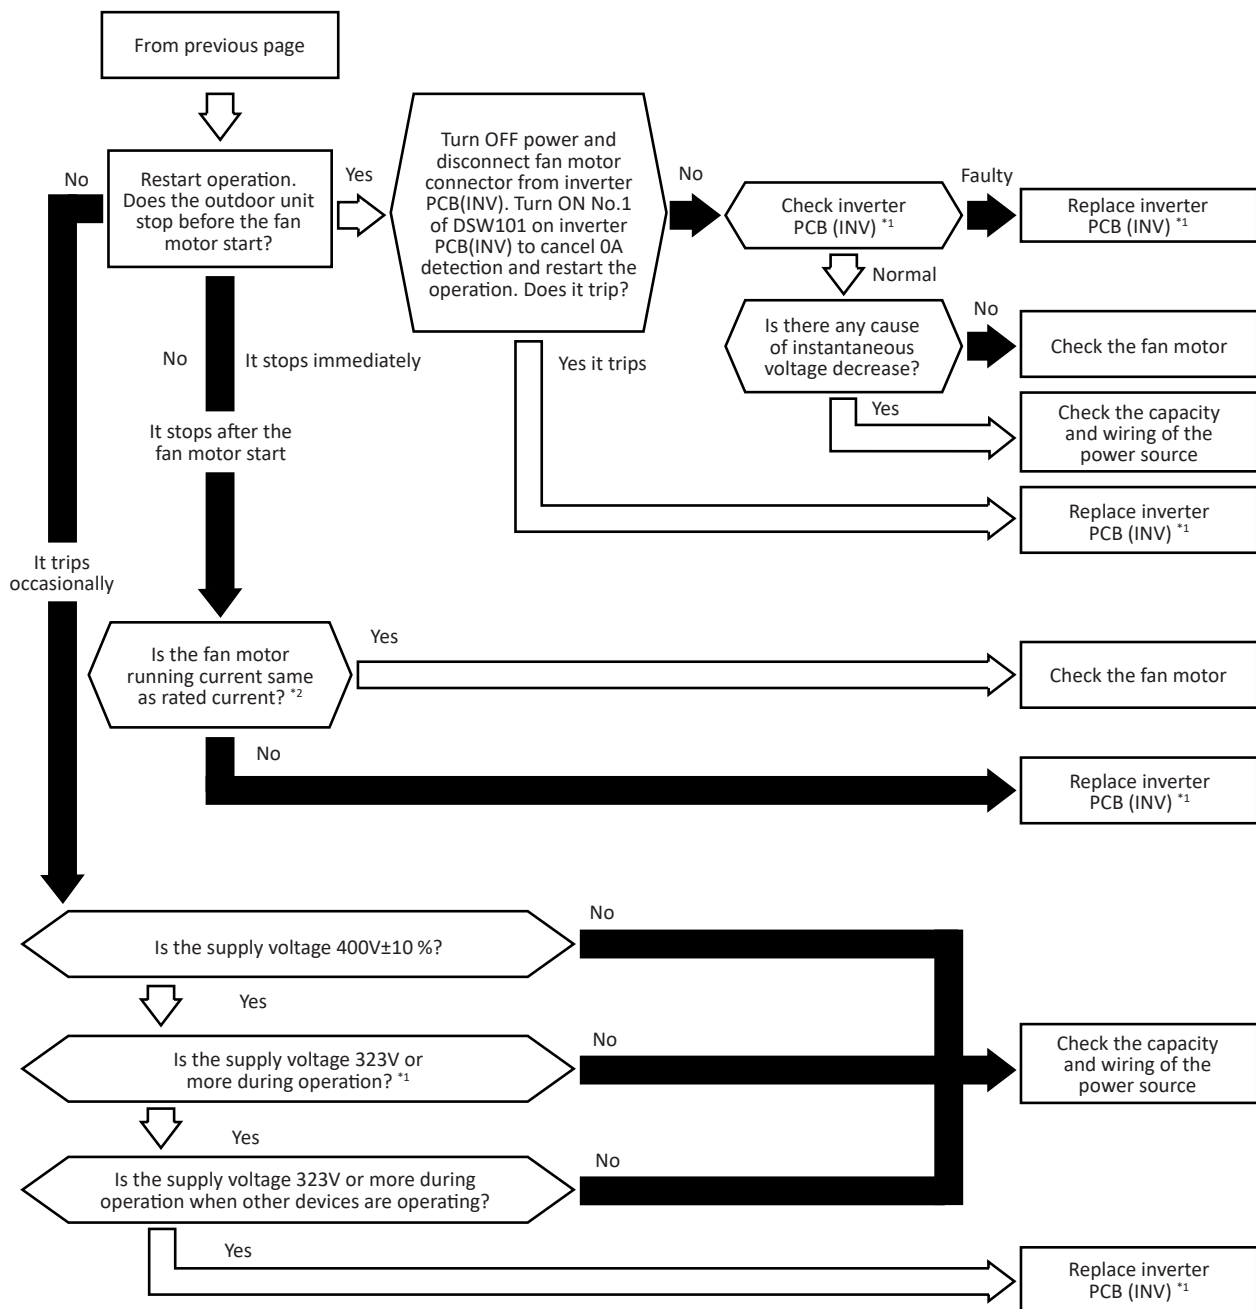 From previous page
No
Restart operation.
Does the outdoor unit
stop before the fan
motor start?
Yes
Turn OFF power and
disconnect fan motor
connector from inverter
PCB(INV). Turn ON No.1
of DSW101 on inverter
PCB(INV) to cancel 0A
detection and restart the
operation. Does it trip?
No
Check inverter
PCB (INV) *1
Faulty
Replace inverter
PCB (INV) *1
Normal
Is there any cause
of instantaneous
voltage decrease?
No
Check the fan motor
Yes
Check the capacity
and wiring of the
power source
No
It stops immediately
Yes it trips
Replace inverter
PCB (INV) *1
It stops after the
fan motor start
It trips
occasionally
Is the fan motor
running current same
as rated current? *2
Yes
Check the fan motor
No
Replace inverter
PCB (INV) *1
Is the supply voltage 400V±10 %?
No
Yes
Is the supply voltage 323V or
more during operation? *1
No
Check the capacity
and wiring of the
power source
Yes
Is the supply voltage 323V or more during
operation when other devices are operating?
No
Yes
Replace inverter
PCB (INV) *1